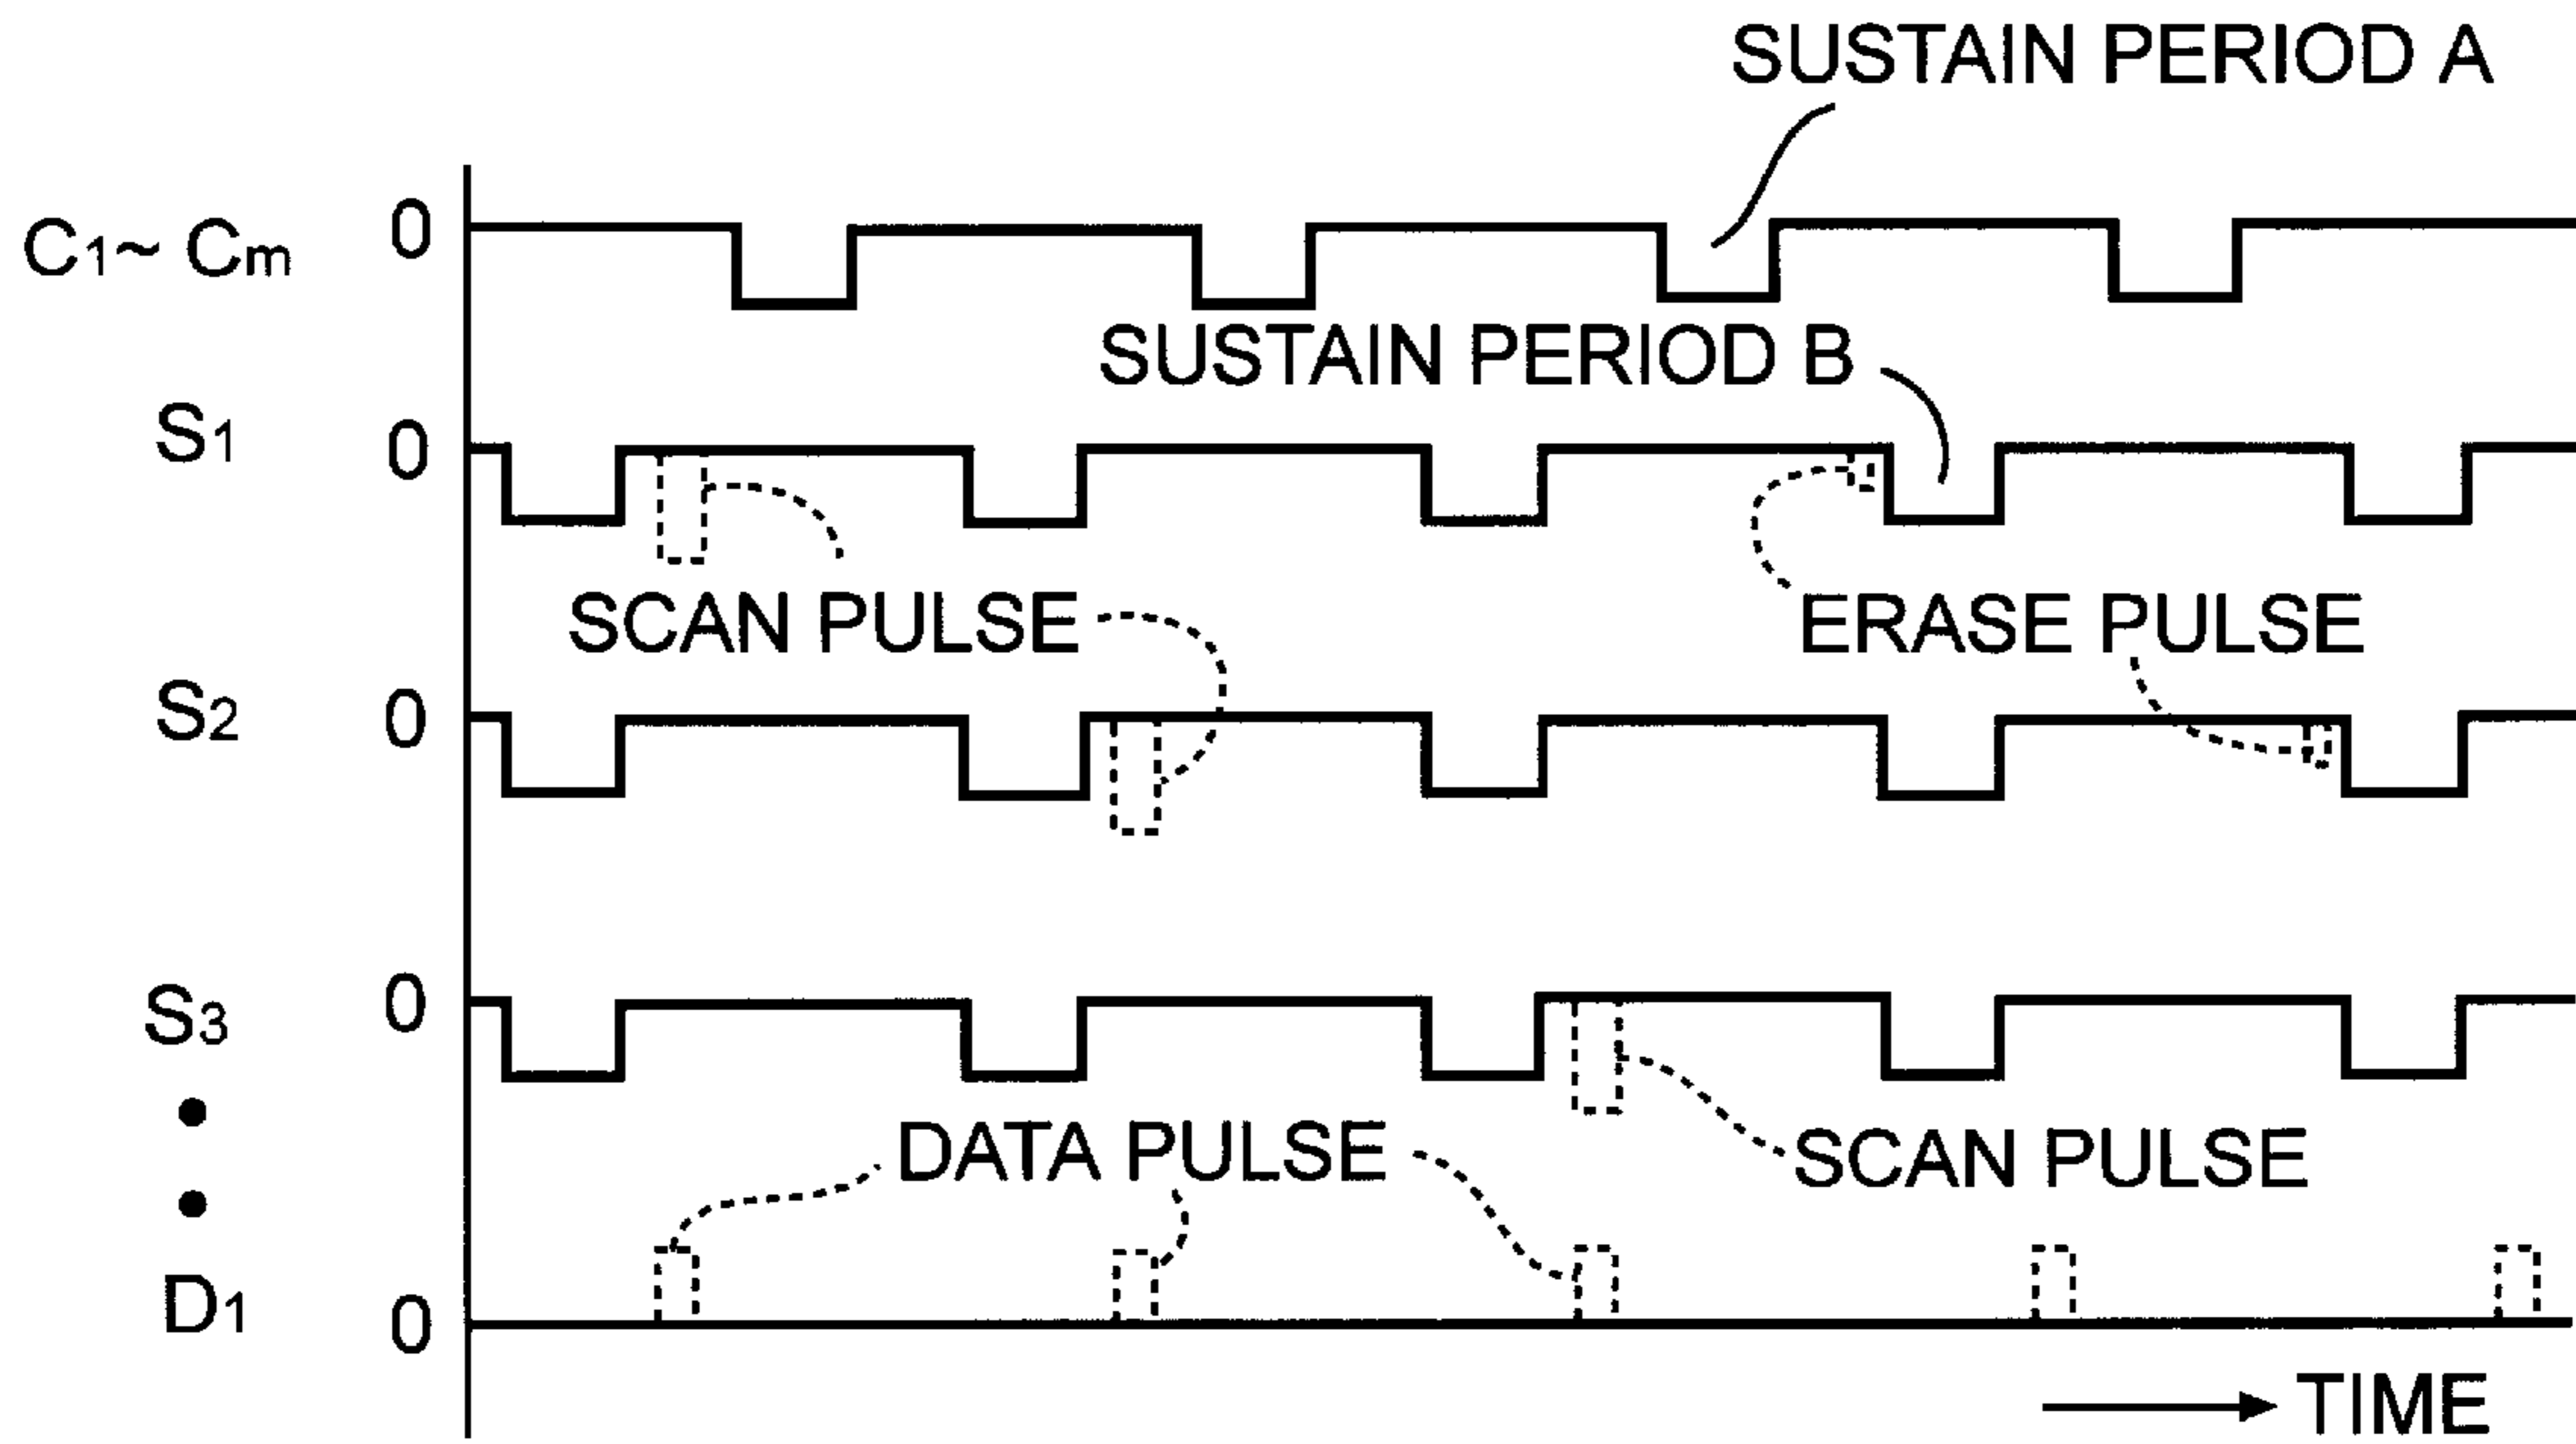 SUSTAIN PERIOD A
C1~ Cm 0
SUSTAIN PERIOD B
S1 0
SCAN PULSE ERASE PULSE
S2 0
S3 0
DATA PULSE SCAN PULSE
D1 0
TIME